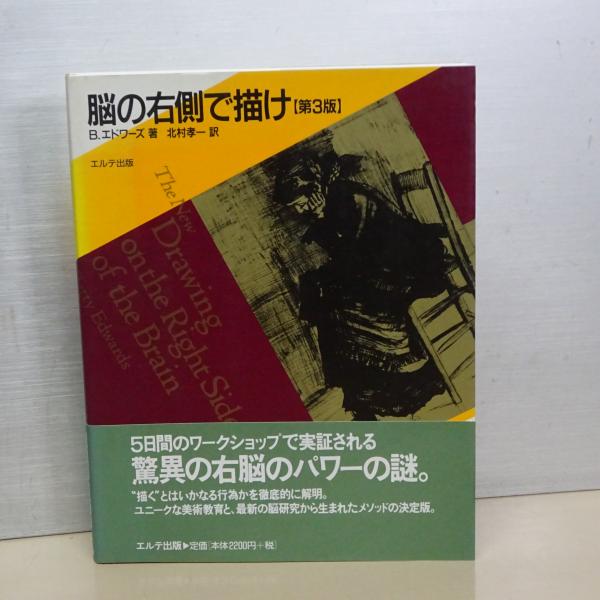 脳の右側で描け【第3版】
B.エドワーズ 著 北村孝一 訳
エルテ出版
The New
Drawing
on the Right Side
of the Brain
Edwards
5日間のワークショップで実証される
驚異の右脳のパワーの謎。
“描く”とはいかなる行為かを徹底的に解明。
ユニークな美術教育と、最新の脳研究から生まれたメソッドの決定版。
エルテ出版▶定価[本体2200円+税]